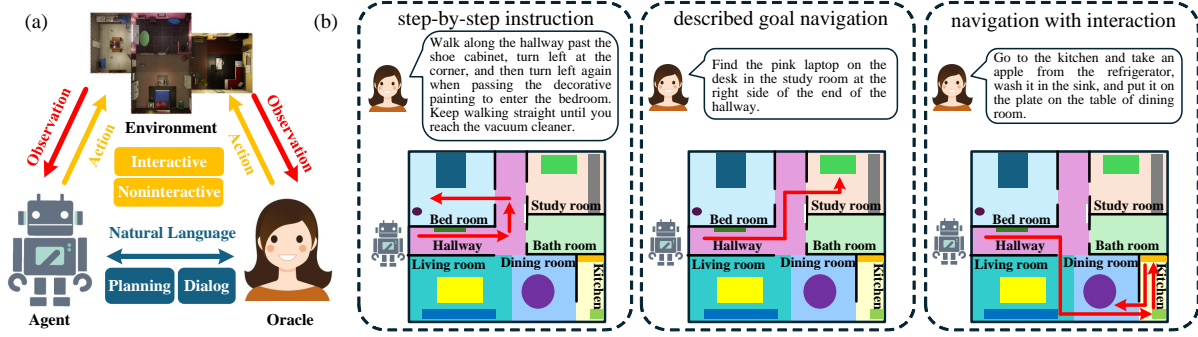 (a)
Environment
Observation
Action
Action
Observation
Interactive
Noninteractive
Natural Language
Planning
Dialog
Agent
Oracle
(b)
step-by-step instruction
Walk along the hallway past the
shoe cabinet, turn left at the
corner, and then turn left again
when passing the decorative
painting to enter the bedroom.
Keep walking straight until you
reach the vacuum cleaner.
Bed room
Study room
Hallway
Bath room
Living room
Dining room
Kitchen
described goal navigation
Find the pink laptop on the
desk in the study room at the
right side of the end of the
hallway.
Bed room
Study room
Hallway
Bath room
Living room
Dining room
Kitchen
navigation with interaction
Go to the kitchen and take an
apple from the refrigerator,
wash it in the sink, and put it on
the plate on the table of dining
room.
Bed room
Study room
Hallway
Bath room
Living room
Dining room
Kitchen